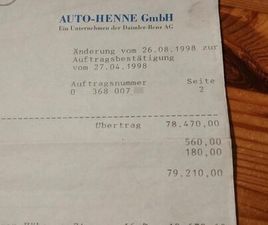 AUTO-HENNE GmbH
Ein Unternehmen der Daimler-Benz AG
Änderung vom 26.08.1998 zur
Auftragsbestätigung
vom 27.04.1998
Auftragsnummer Seite
0 368 007 2
Übertrag 78.470,00
560,00
180,00
79.210,00